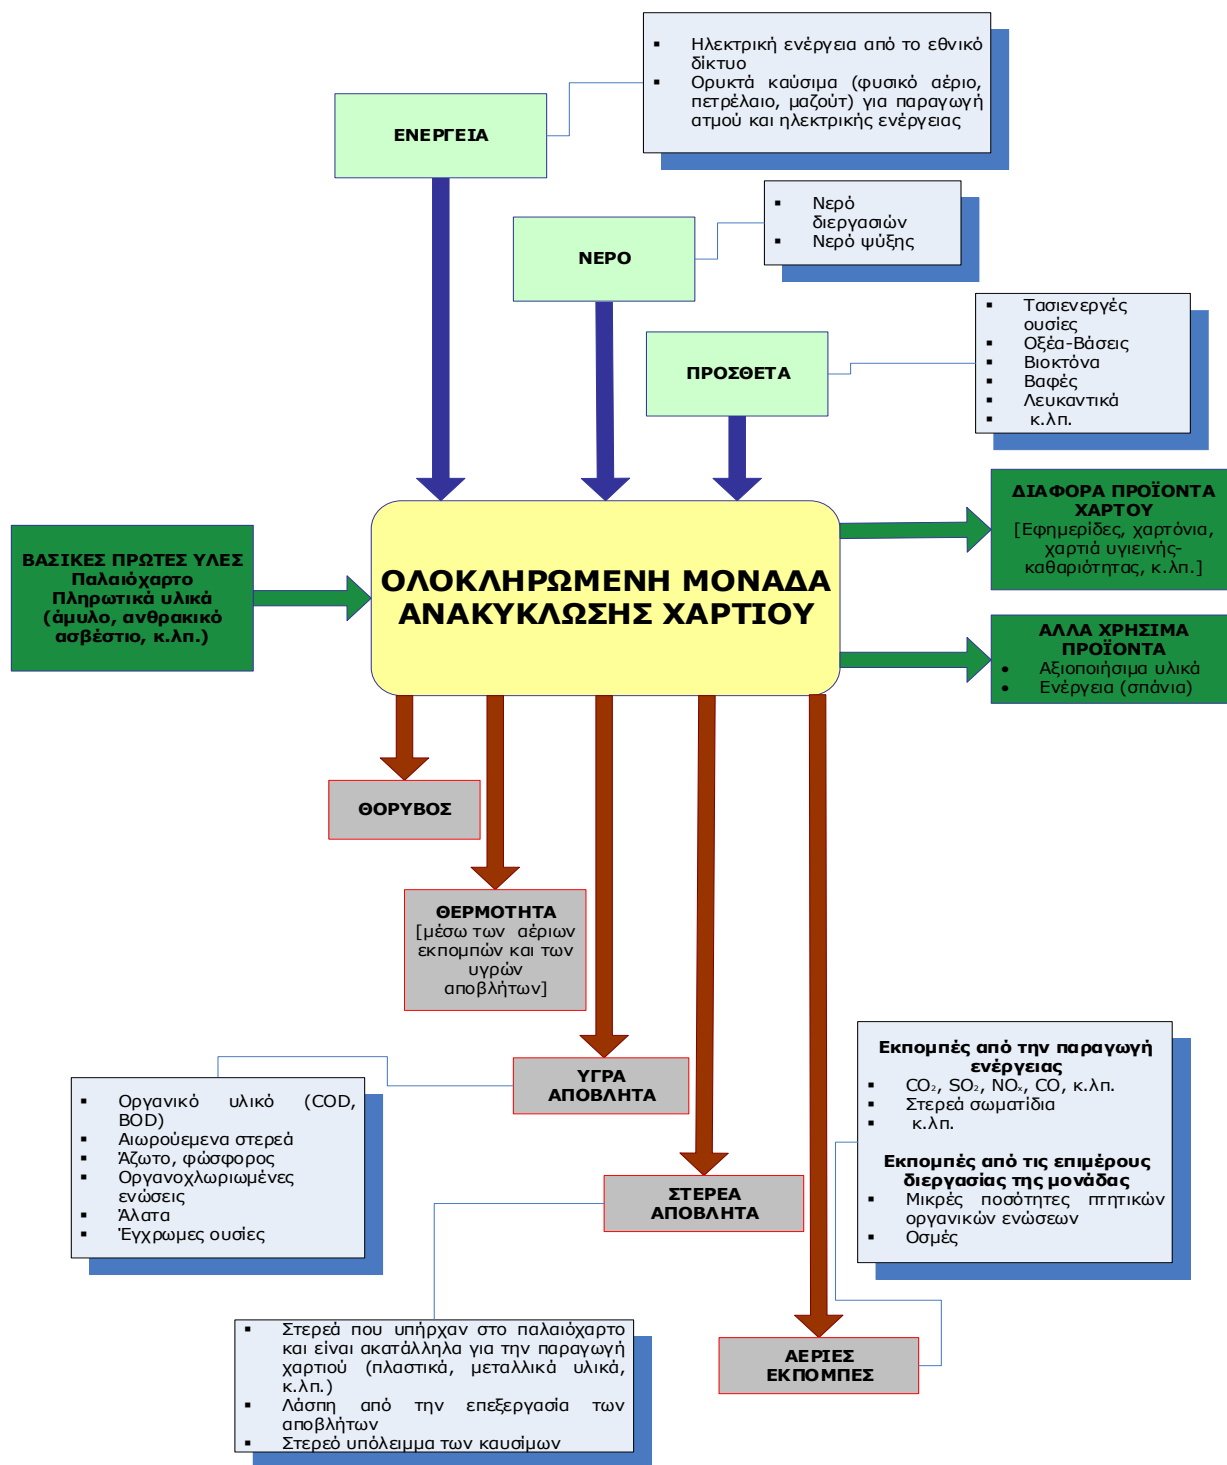 Ηλεκτρική ενέργεια από το εθνικό
δίκτυο
Ορυκτά καύσιμα (φυσικό αέριο,
πετρέλαιο, μαζούτ) για παραγωγή
ατμού και ηλεκτρικής ενέργειας
ΕΝΕΡΓΕΙΑ
Νερό
διεργασιών
Νερό ψύξης
ΝΕΡΟ
Τασιενεργές
ουσίες
Οξέα-Βάσεις
Βιοκτόνα
Βαφές
Λευκαντικά
κ.λπ.
ΠΡΟΣΘΕΤΑ
ΒΑΣΙΚΕΣ ΠΡΩΤΕΣ ΥΛΕΣ
Παλαιόχαρτο
Πληρωτικά υλικά
(άμυλο, ανθρακικό
ασβέστιο, κ.λπ.)
ΟΛΟΚΛΗΡΩΜΕΝΗ ΜΟΝΑΔΑ
ΑΝΑΚΥΚΛΩΣΗΣ ΧΑΡΤΙΟΥ
ΔΙΑΦΟΡΑ ΠΡΟΪΟΝΤΑ
ΧΑΡΤΟΥ
[Εφημερίδες, χαρτόνια,
χαρτιά υγιεινής-
καθαριότητας, κ.λπ.]
ΑΛΛΑ ΧΡΗΣΙΜΑ
ΠΡΟΪΟΝΤΑ
Αξιοποιήσιμα υλικά
Ενέργεια (σπάνια)
ΘΟΡΥΒΟΣ
ΘΕΡΜΟΤΗΤΑ
[μέσω των αέριων
εκπομπών και των
υγρών
αποβλήτων]
ΥΓΡΑ
ΑΠΟΒΛΗΤΑ
Οργανικό υλικό (COD,
BOD)
Αιωρούεμενα στερεά
Άζωτο, φώσφορος
Οργανοχλωριωμένες
ενώσεις
Άλατα
Έγχρωμες ουσίες
Εκπομπές από την παραγωγή
ενέργειας
CO₂, SO₂, NOₓ, CO, κ.λπ.
Στερεά σωματίδια
κ.λπ.
Εκπομπές από τις επιμέρους
διεργασίας της μονάδας
Μικρές ποσότητες πτητικών
οργανικών ενώσεων
Οσμές
ΣΤΕΡΕΑ
ΑΠΟΒΛΗΤΑ
Στερεά που υπήρχαν στο παλαιόχαρτο
και είναι ακατάλληλα για την παραγωγή
χαρτιού (πλαστικά, μεταλλικά υλικά,
κ.λπ.)
Λάσπη από την επεξεργασία των
αποβλήτων
Στερεό υπόλειμμα των καυσίμων
ΑΕΡΙΕΣ
ΕΚΠΟΜΠΕΣ